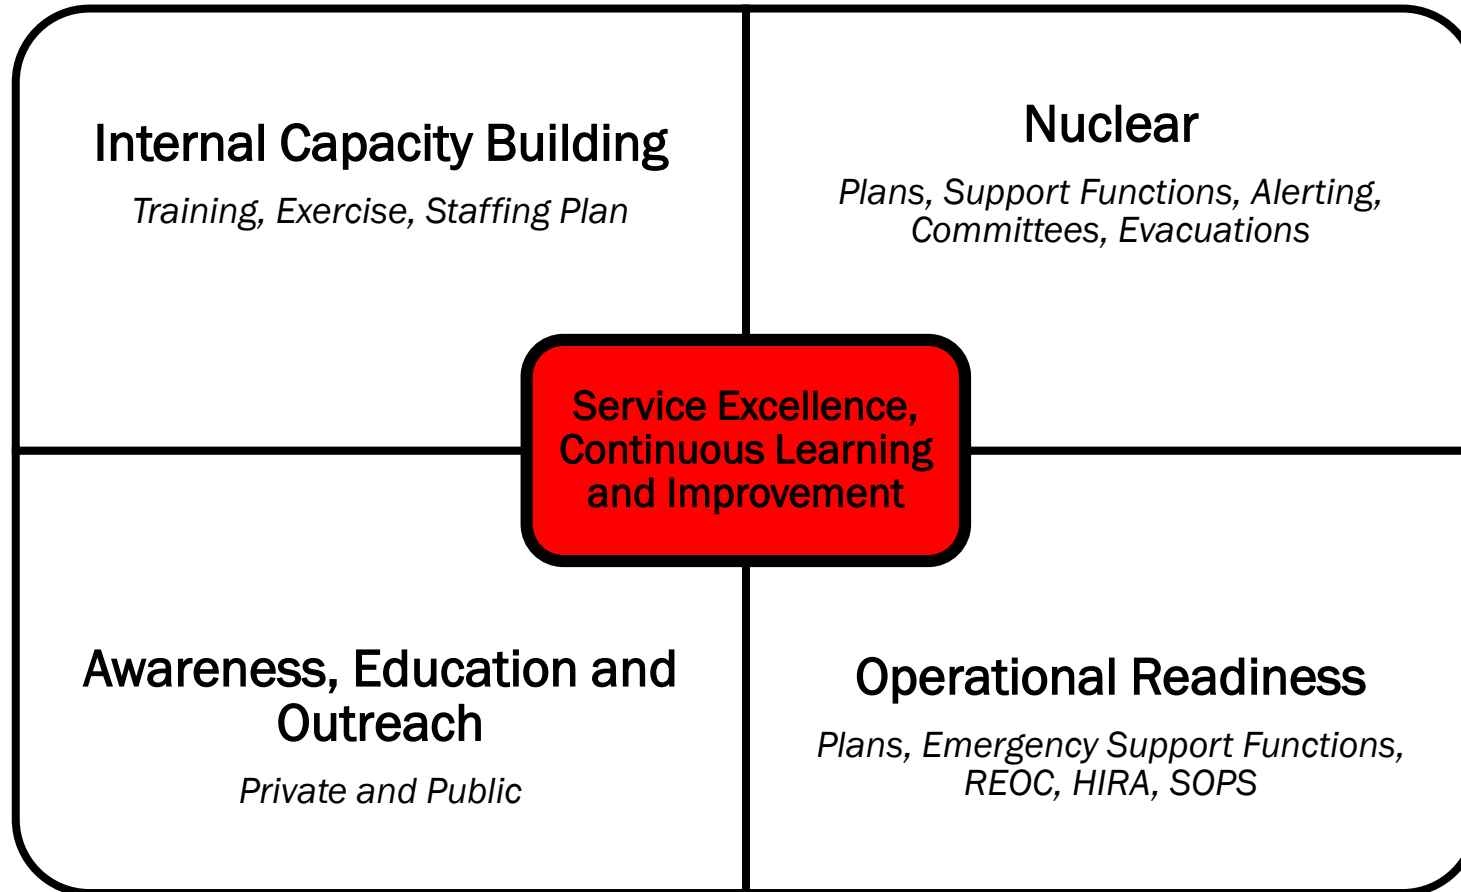 Internal Capacity Building
Training, Exercise, Staffing Plan
Nuclear
Plans, Support Functions, Alerting,
Committees, Evacuations
Service Excellence,
Continuous Learning
and Improvement
Awareness, Education and
Outreach
Private and Public
Operational Readiness
Plans, Emergency Support Functions,
REOC, HIRA, SOPS